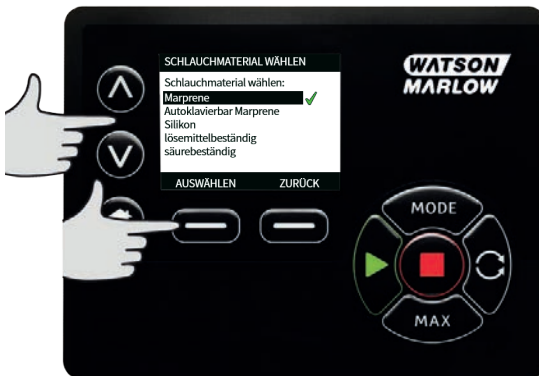 SCHLAUCHMATERIAL WÄHLEN
Schlauchmaterial wählen:
Marprene
Autoklavierbar Marprene
Silikon
lösemittelbeständig
säurebeständig
AUSWÄHLEN ZURÜCK
WATSON
MARLOW
MODE
MAX